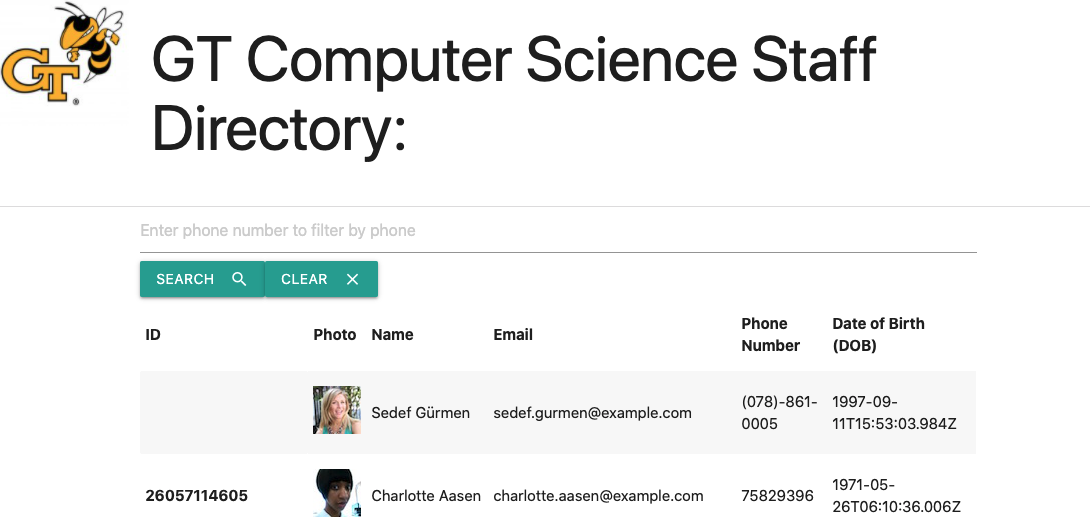 GT ®
GT Computer Science Staff
Directory:
Enter phone number to filter by phone
SEARCH CLEAR
ID Photo Name Email Phone Number Date of Birth (DOB)
Sedef Gürmen sedef.gurmen@example.com (078)-861-0005 1997-09-11T15:53:03.984Z
26057114605 Charlotte Aasen charlotte.aasen@example.com 75829396 1971-05-26T06:10:36.006Z